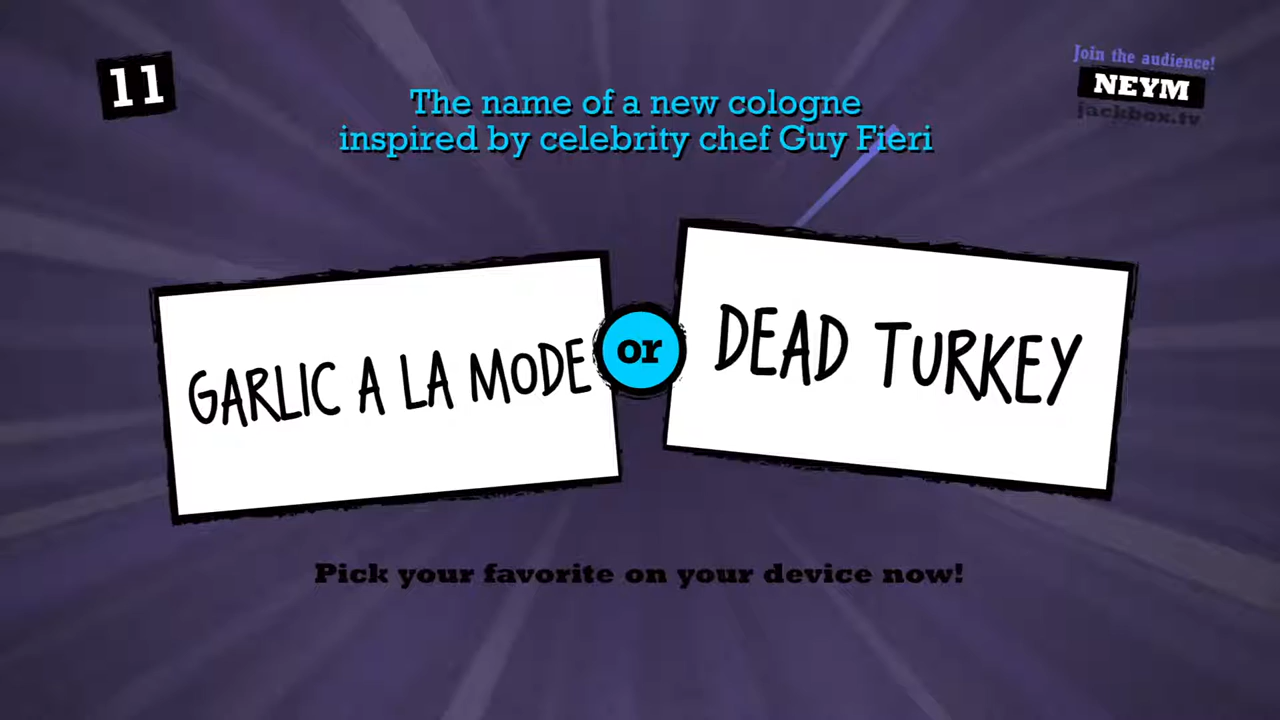 11
Join the audience!
NEYM
jackbox.tv
The name of a new cologne
inspired by celebrity chef Guy Fieri
GARLIC A LA MODE
or
DEAD TURKEY
Pick your favorite on your device now!